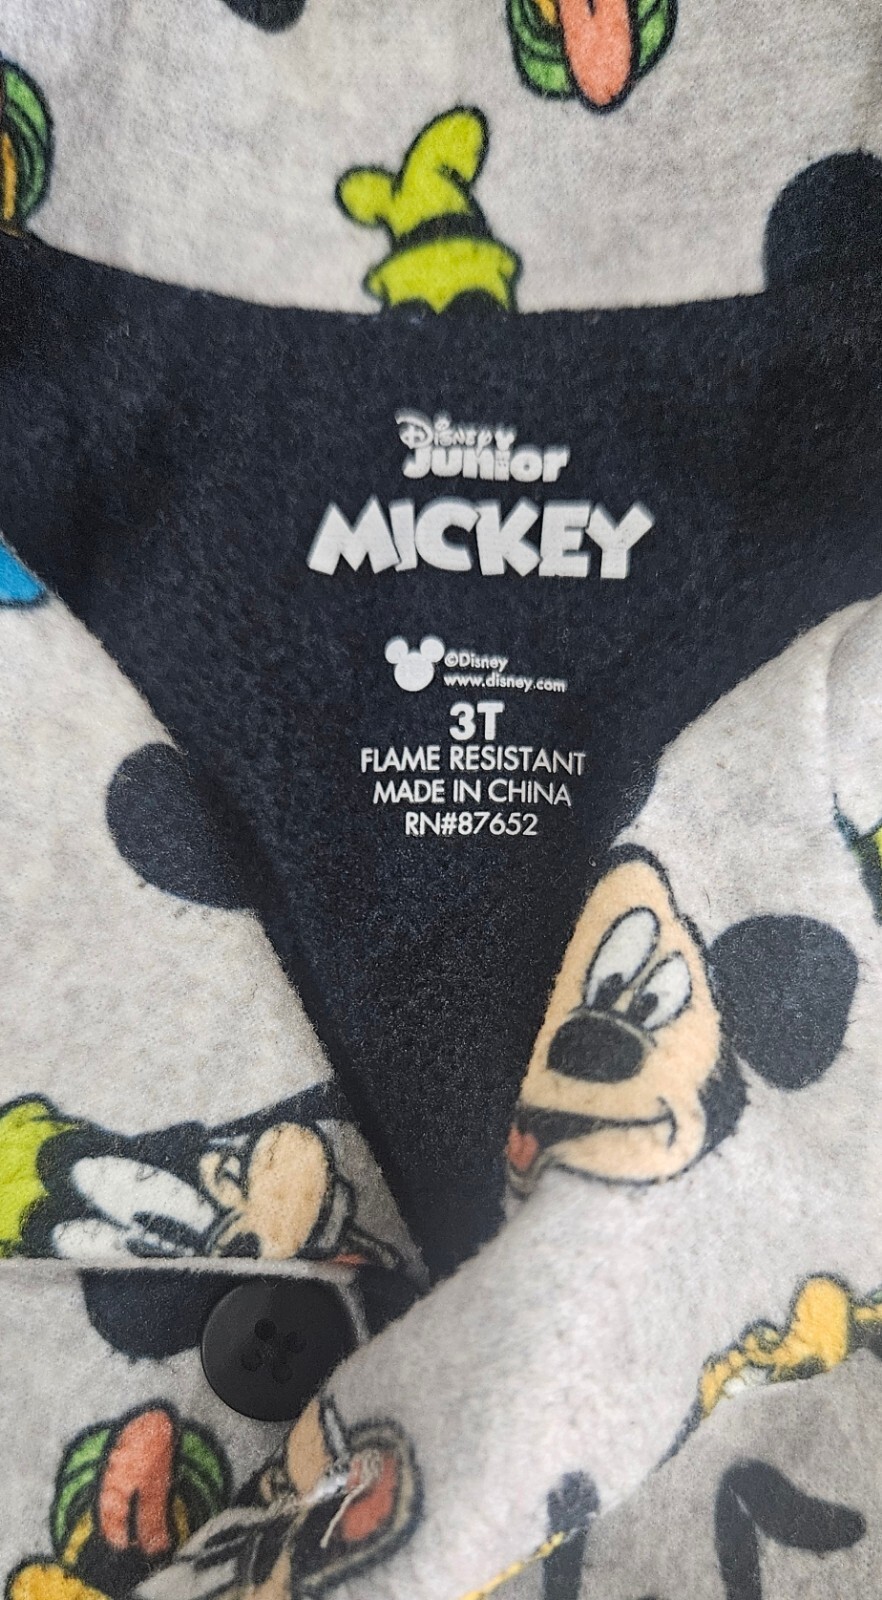 Disney
Junior
MICKEY
©Disney
www.disney.com
3T
FLAME RESISTANT
MADE IN CHINA
RN#87652